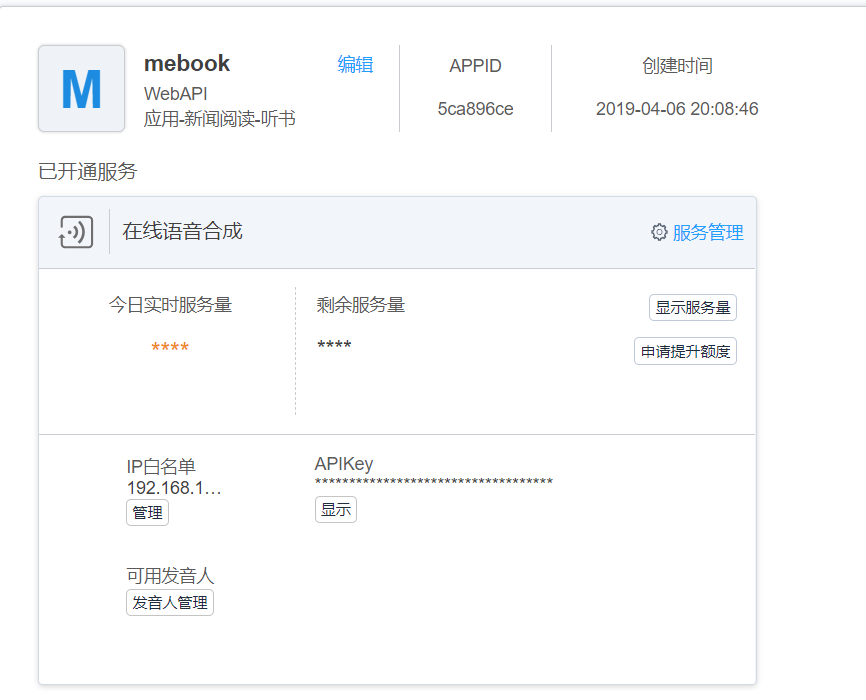 M
mebook
编辑
WebAPI
应用-新闻阅读-听书
APPID
5ca896ce
创建时间
2019-04-06 20:08:46
已开通服务
在线语音合成
服务管理
今日实时服务量
****
剩余服务量
****
显示服务量
申请提升额度
IP白名单
192.168.1...
管理
APIKey
***********************************
显示
可用发音人
发音人管理